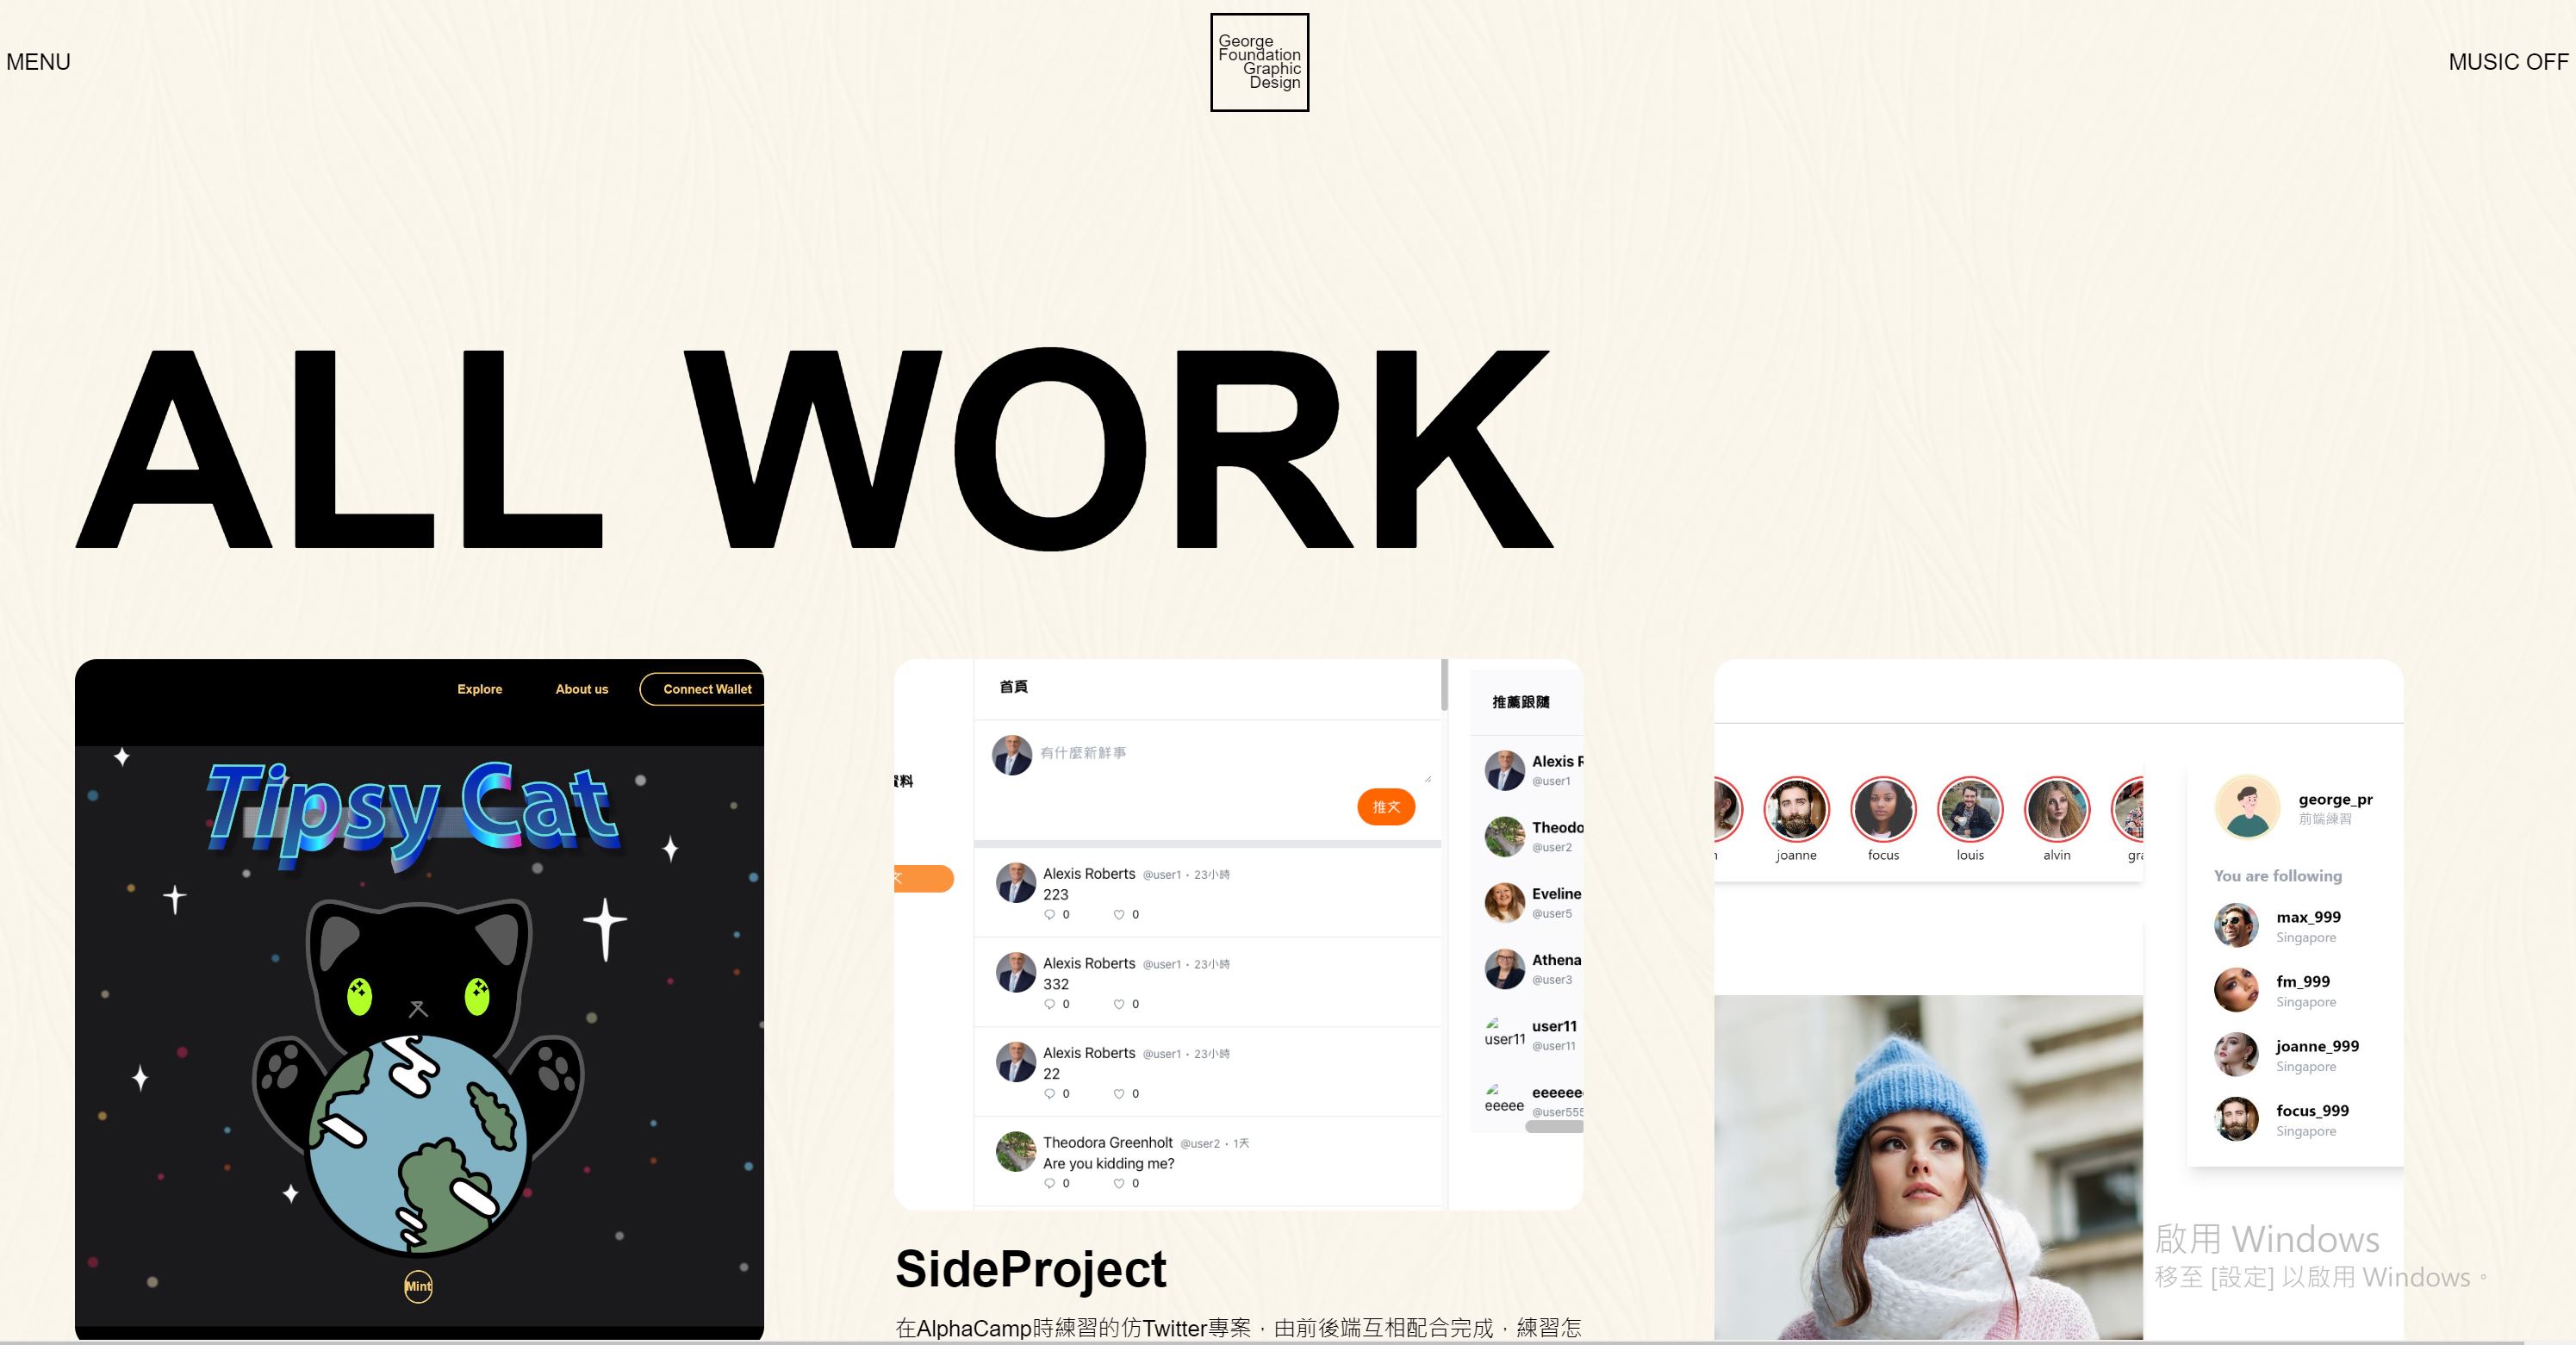 MENU
George
Foundation
Graphic
Design
MUSIC OFF
ALL WORK
Explore
About us
Connect Wallet
Tipsy Cat
Mint
首頁
有什麼新鮮事
推文
Alexis Roberts @user1・23小時
223
0 0
Alexis Roberts @user1・23小時
332
0 0
Alexis Roberts @user1・23小時
22
0 0
Theodora Greenholt @user2・1天
Are you kidding me?
0 0
推薦跟隨
Alexis
@user1
Theodo
@user2
Eveline
@user5
Athena
@user3
user11
user11
@user11
eeeee
eeeeee
@user555
SideProject
在AlphaCamp時練習的仿Twitter專案，由前後端互相配合完成，練習怎
joanne
focus
louis
alvin
gra
george_pr
前端練習
You are following
max_999
Singapore
fm_999
Singapore
joanne_999
Singapore
focus_999
Singapore
啟用 Windows
移至 [設定] 以啟用 Windows。